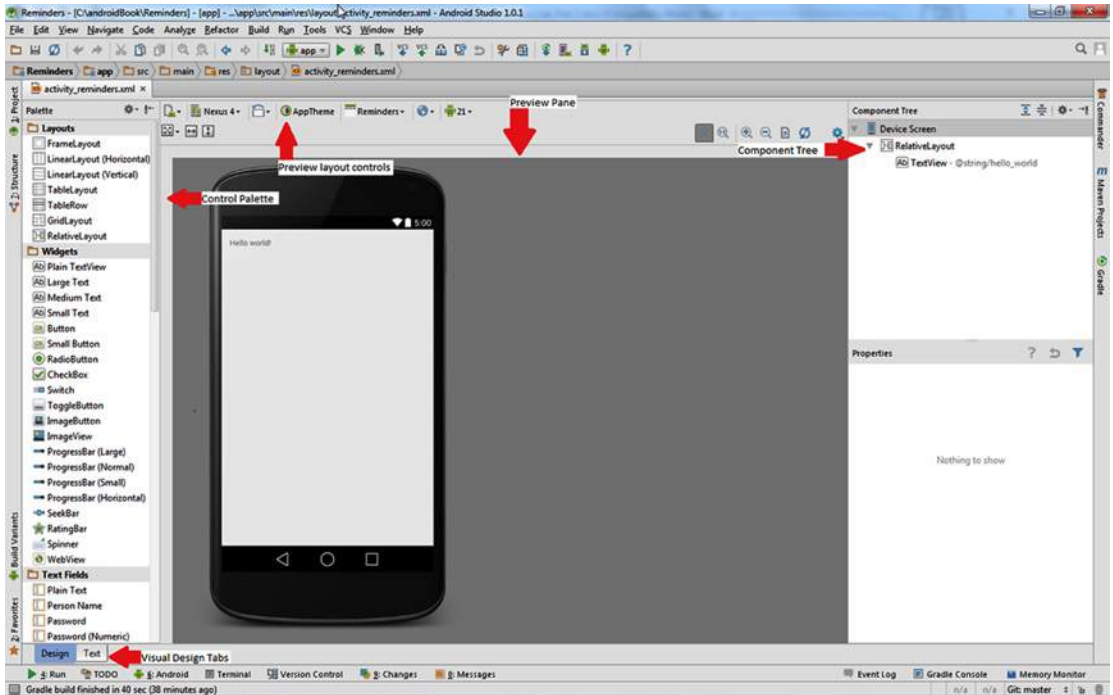 Reminders - [C:\androidBook\Reminders] - [app] - ...\app\src\main\res\layout\activity_reminders.xml - Android Studio 1.0.1
File Edit View Navigate Code Analyze Refactor Build Run Tools VCS Window Help
app
Reminders app src main res layout activity_reminders.xml
activity_reminders.xml
1: Project
2: Structure
Build Variants
2: Favorites
Palette
Nexus 4
AppTheme
Reminders
21
Preview Pane
Preview layout controls
Control Palette
Layouts
FrameLayout
LinearLayout (Horizontal)
LinearLayout (Vertical)
TableLayout
TableRow
GridLayout
RelativeLayout
Widgets
Plain TextView
Large Text
Medium Text
Small Text
Button
Small Button
RadioButton
CheckBox
Switch
ToggleButton
ImageButton
ImageView
ProgressBar (Large)
ProgressBar (Normal)
ProgressBar (Small)
ProgressBar (Horizontal)
SeekBar
RatingBar
Spinner
WebView
Text Fields
Plain Text
Person Name
Password
Password (Numeric)
5:00
Hello world!
Component Tree
Component Tree
Device Screen
RelativeLayout
Ab TextView - @string/hello_world
Properties
Nothing to show
Commander
Maven Projects
Gradle
Design Text
Visual Design Tabs
4: Run TODO 6: Android Terminal Version Control 9: Changes 0: Messages Event Log Gradle Console Memory Monitor
Gradle build finished in 40 sec (38 minutes ago) n/a n/a Git: master